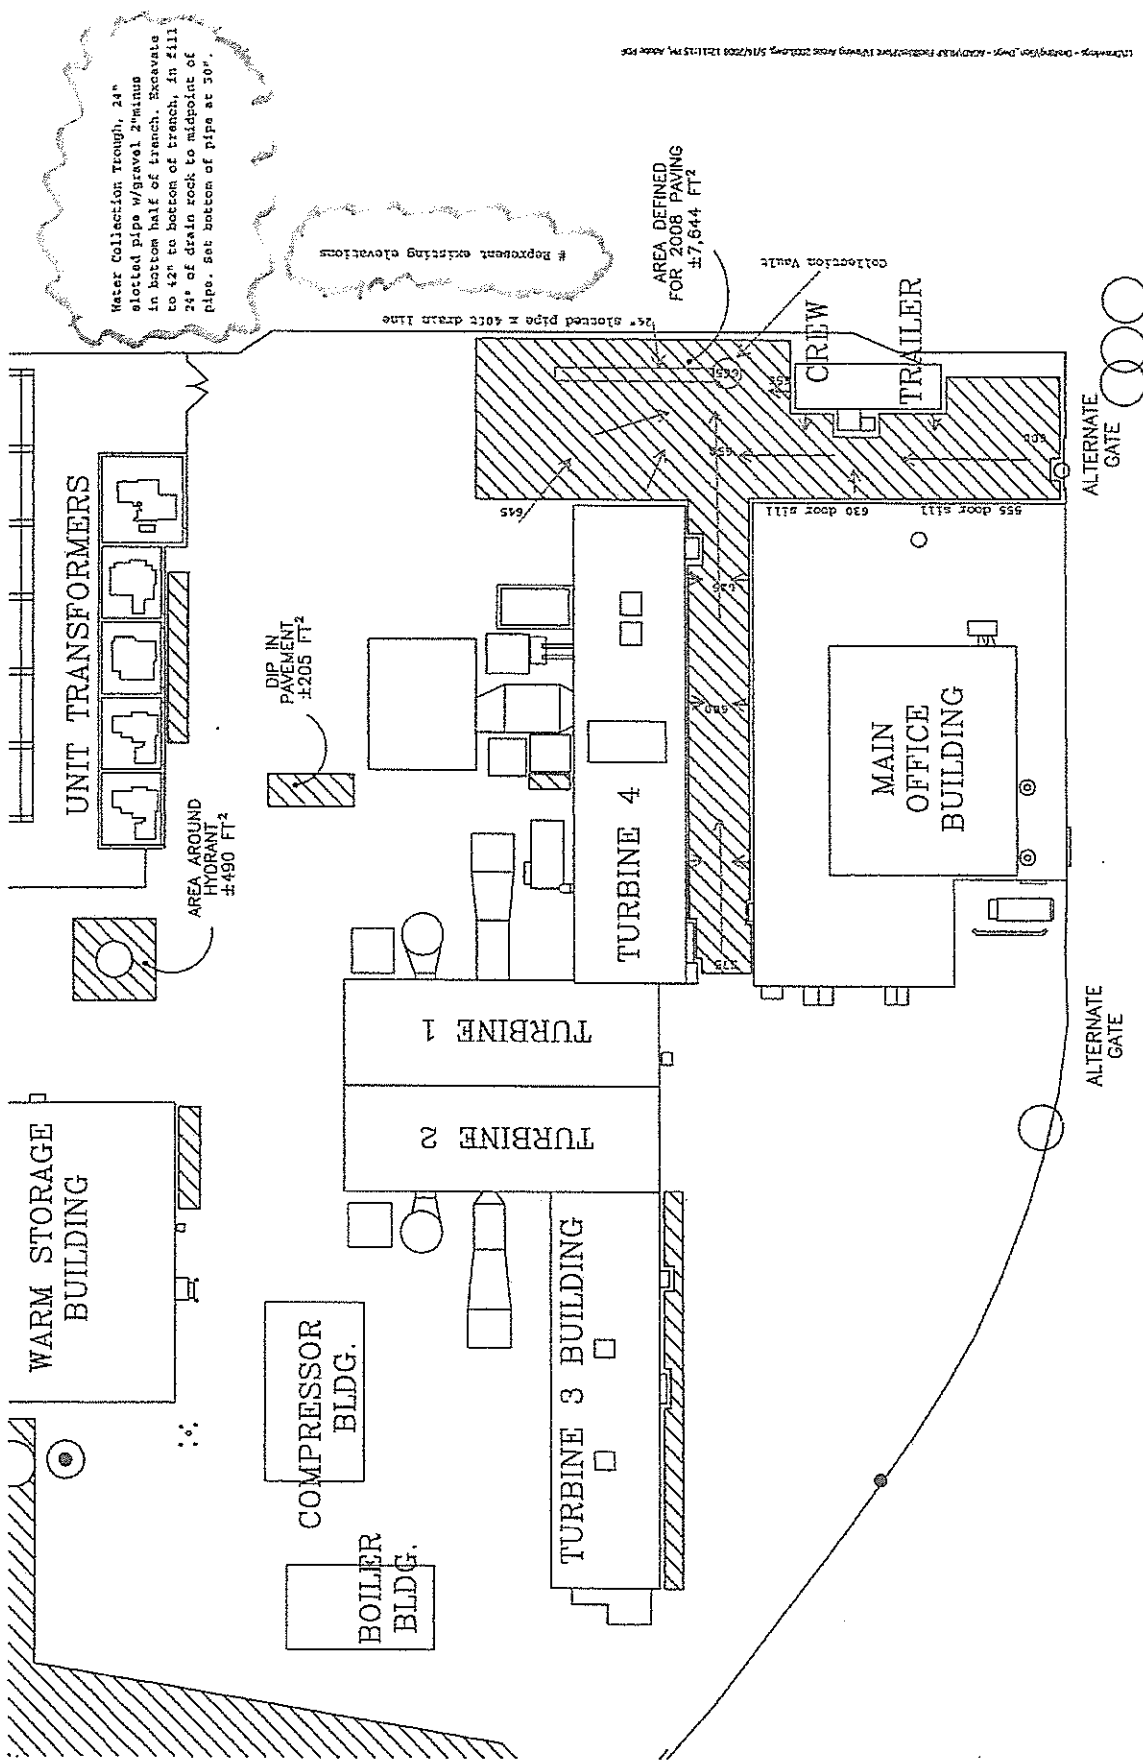 Water Collection Trough, 24"
slotted pipe w/gravel 2"minus
in bottom half of trench. Excavate
to 42" to bottom of trench, in fill
24" of drain rock to midpoint of
pipe. Set bottom of pipe at 30".
# Represent existing elevations
AREA DEFINED
FOR 2008 PAVING
±7,644 FT²
Collection Vault
24" slotted pipe x 40ft drain line
CREW
TRAILER
ALTERNATE
GATE
UNIT TRANSFORMERS
DIP IN
PAVEMENT
±205 FT²
AREA AROUND
HYDRANT
±490 FT²
645
555 door sill
630 door sill
600
635
575
TURBINE 4
MAIN
OFFICE
BUILDING
ALTERNATE
GATE
TURBINE 1
TURBINE 2
WARM STORAGE
BUILDING
COMPRESSOR
BLDG.
TURBINE 3 BUILDING
BOILER
BLDG.